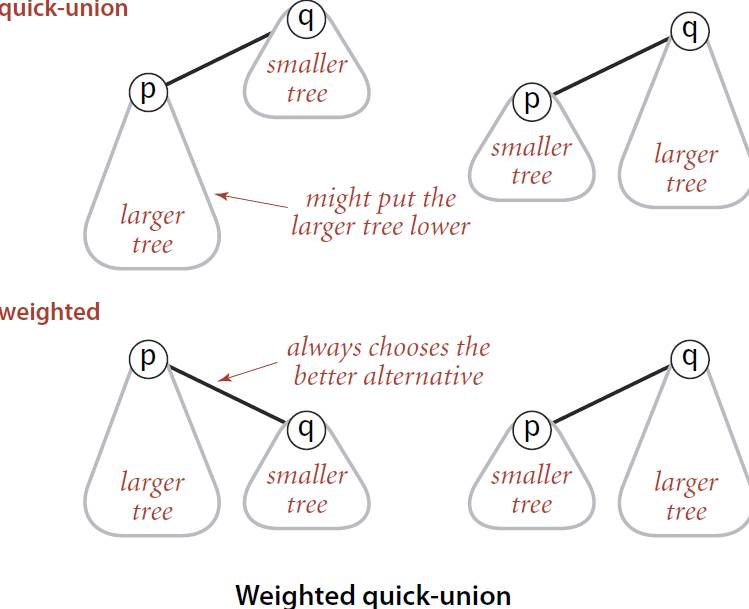 quick-union
q
smaller
tree
p
larger
tree
might put the
larger tree lower
q
p
smaller
tree
larger
tree
weighted
p
always chooses the
better alternative
q
larger
tree
smaller
tree
q
p
smaller
tree
larger
tree
Weighted quick-union